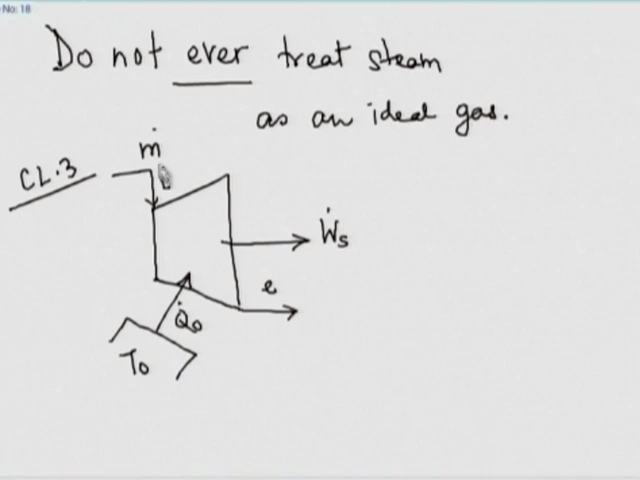 No: 18
Do not ever treat steam
as an ideal gas.
CL.3
ṁ
Ẇs
e
Q̇o
To